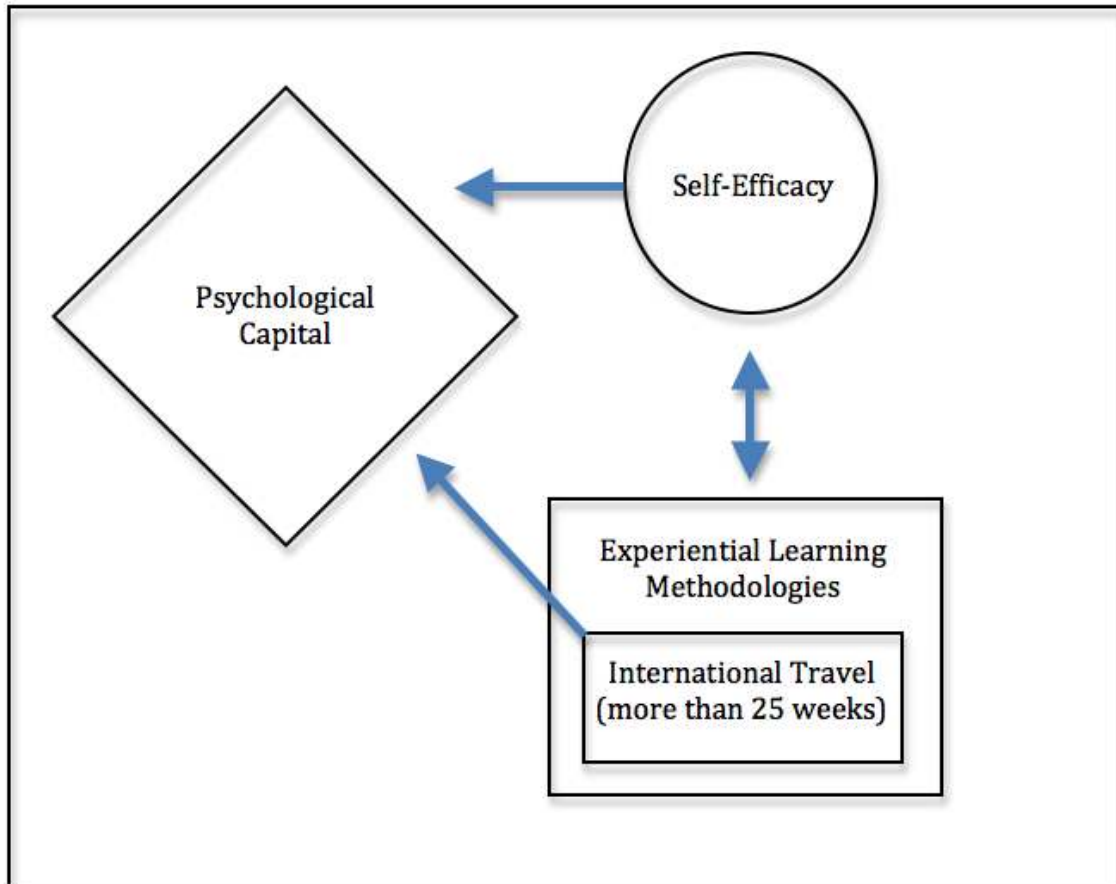 Self-Efficacy
Psychological
Capital
Experiential Learning
Methodologies
International Travel
(more than 25 weeks)